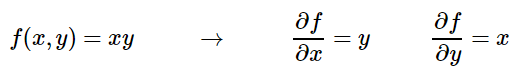 f(x,y) = xy → ∂f/∂x = y ∂f/∂y = x